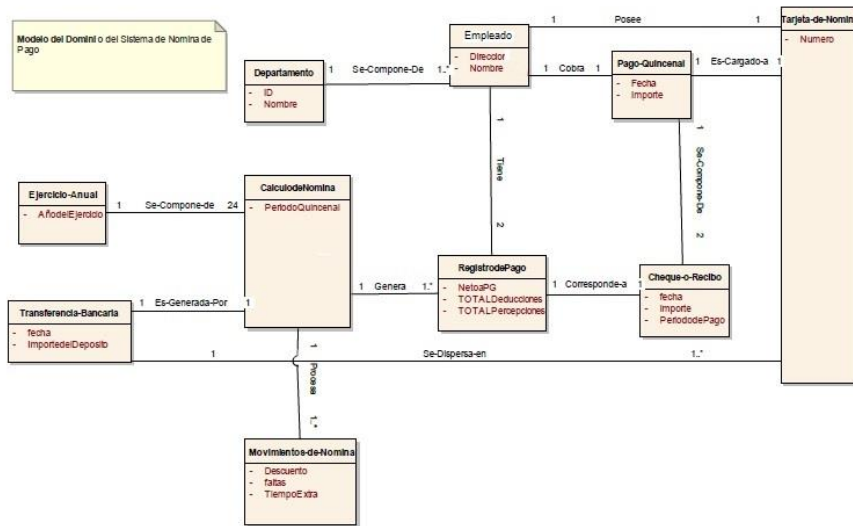 Modelo del Domini o del Sistema de Nomina de
Pago
Empleado
- Direccior
- Nombre
1 Posee 1
Tarjeta-de-Nomin
- Numero
Departamento
- ID
- Nombre
1 Se-Compone-De 1..*
1 Cobra 1
Pago-Quincenal
- Fecha
- Importe
1 Es-Cargado-a 1
1 Tiene 2
1 Se-Compone-De 2
Ejercicio-Anual
- AñodelEjercicio
1 Se-Compone-de 24
CalculodeNomina
- PeriodoQuincenal
1 Genera 1..*
RegistrodePago
- NetoaPG
- TOTALDeducciones
- TOTALPercepciones
1 Corresponde-a 1
Cheque-o-Recibo
- fecha
- Importe
- PeriododePago
Transferencia-Bancaria
- fecha
- ImportedelDeposito
1 Es-Generada-Por 1
1 Se-Dispersa-en 1..*
1 Procesa 1..*
Movimientos-de-Nomina
- Descuento
- faltas
- TiempoExtra